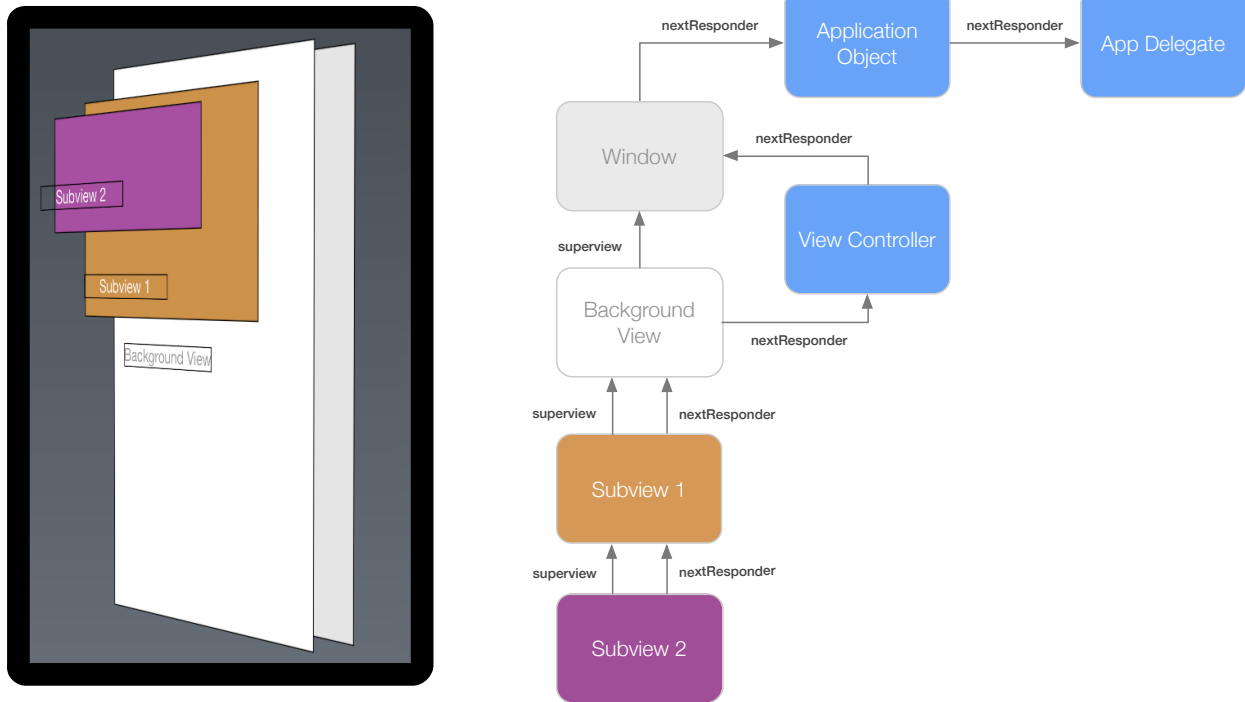 Subview 2
Subview 1
Background View
nextResponder
Application
Object
nextResponder
App Delegate
Window
nextResponder
View Controller
superview
Background
View
nextResponder
superview
nextResponder
Subview 1
superview
nextResponder
Subview 2